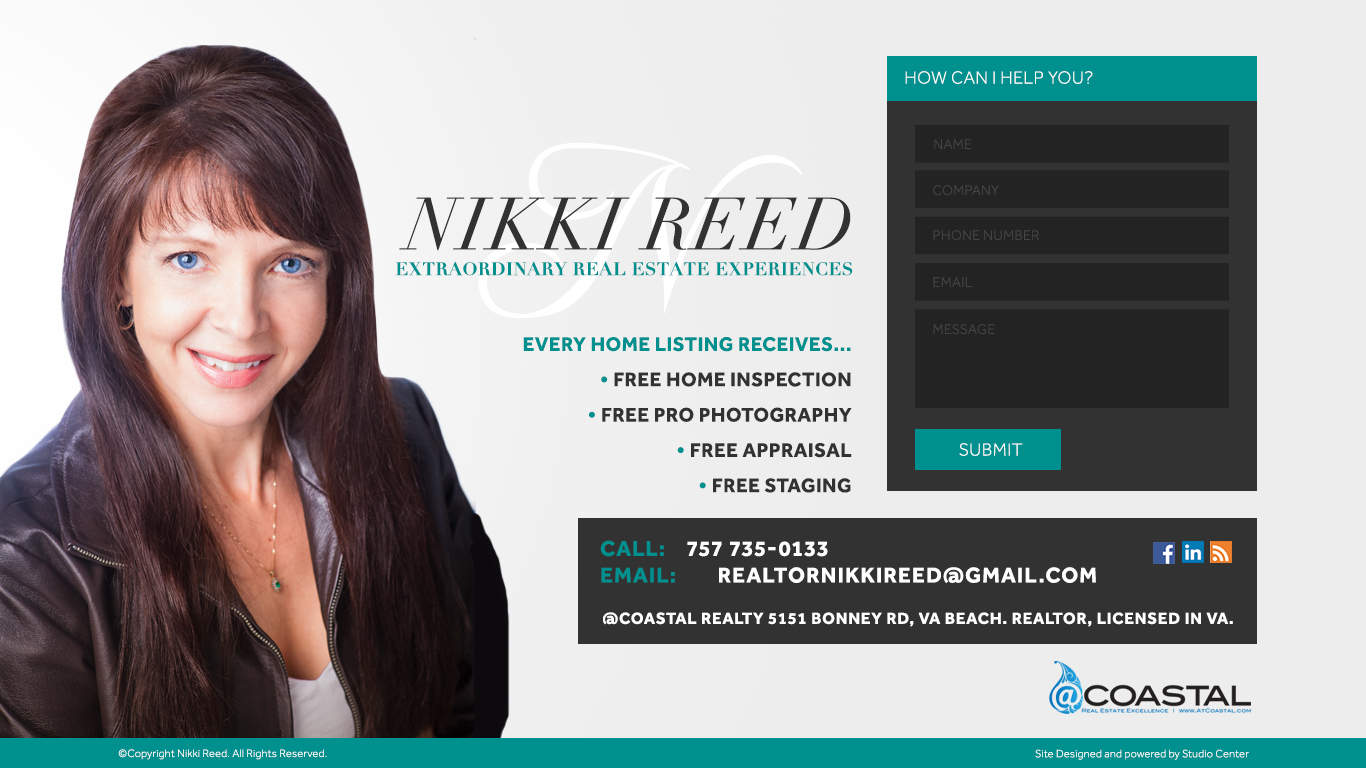 NIKKI REED
EXTRAORDINARY REAL ESTATE EXPERIENCES
EVERY HOME LISTING RECEIVES...
• FREE HOME INSPECTION
• FREE PRO PHOTOGRAPHY
• FREE APPRAISAL
• FREE STAGING
HOW CAN I HELP YOU?
NAME
COMPANY
PHONE NUMBER
EMAIL
MESSAGE
SUBMIT
CALL: 757 735-0133
EMAIL: REALTORNIKKIREED@GMAIL.COM
@COASTAL REALTY 5151 BONNEY RD, VA BEACH. REALTOR, LICENSED IN VA.
@COASTAL
REAL ESTATE EXCELLENCE | WWW.ATCOASTAL.COM
©Copyright Nikki Reed. All Rights Reserved.
Site Designed and powered by Studio Center